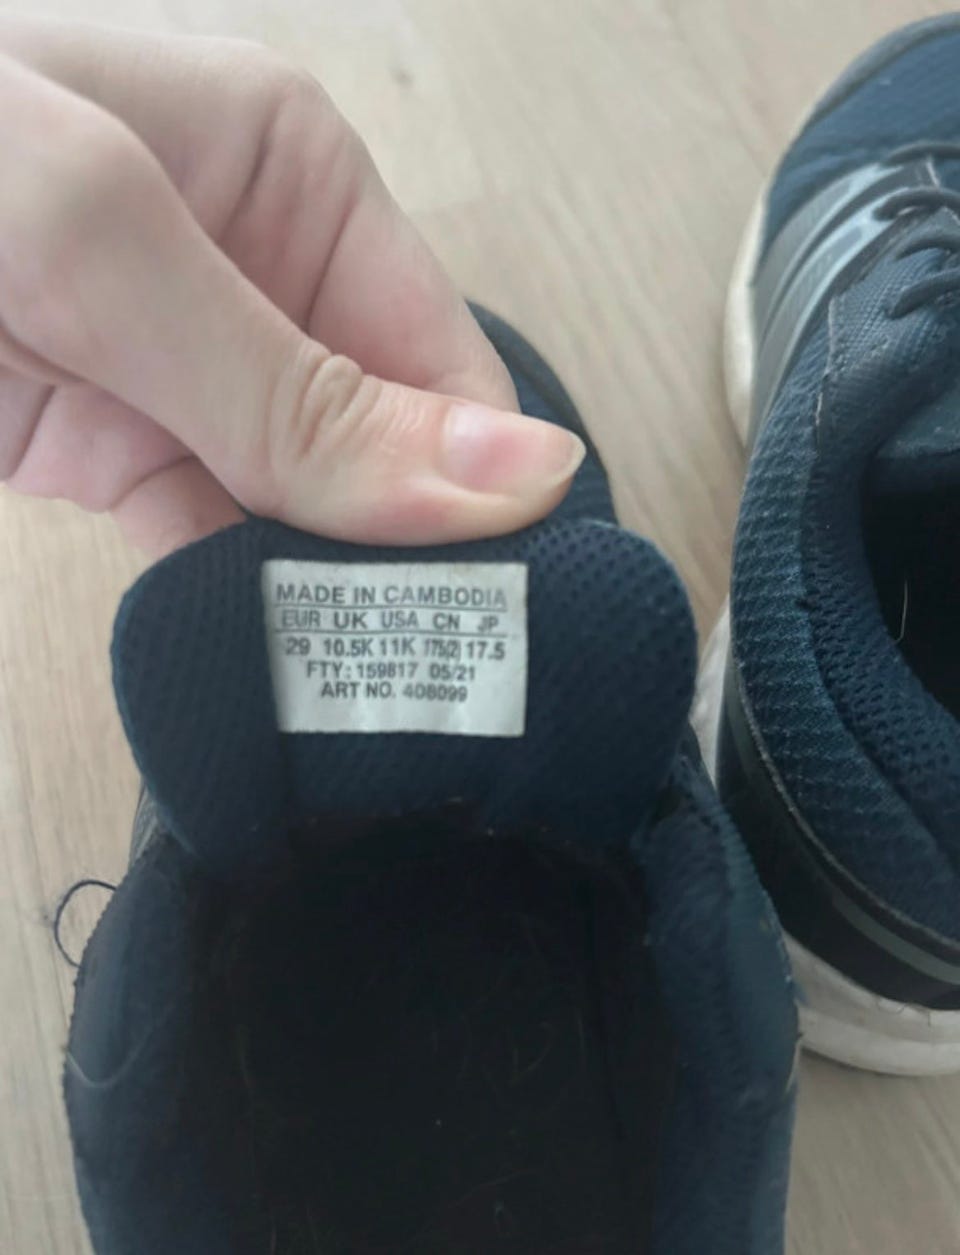 MADE IN CAMBODIA
EUR UK USA CN JP
29 10.5K 11K 175(2) 17.5
FTY: 159817 05/21
ART NO. 408099